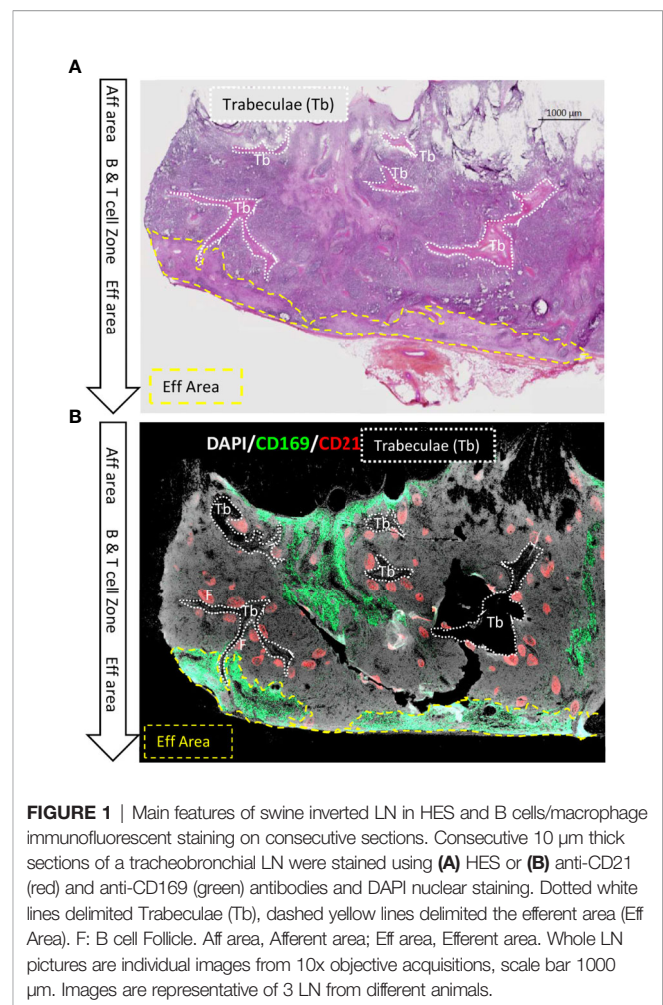 A
Aff area B & T cell Zone Eff area
Trabeculae (Tb)
1000 µm
Tb
Tb
Tb
Tb
Tb
Eff Area
B
Aff area B & T cell Zone Eff area
DAPI/CD169/CD21
Trabeculae (Tb)
Tb
Tb
Tb
F
Tb
Tb
F
Eff Area
FIGURE 1 | Main features of swine inverted LN in HES and B cells/macrophage
immunofluorescent staining on consecutive sections. Consecutive 10 µm thick
sections of a tracheobronchial LN were stained using (A) HES or (B) anti-CD21
(red) and anti-CD169 (green) antibodies and DAPI nuclear staining. Dotted white
lines delimited Trabeculae (Tb), dashed yellow lines delimited the efferent area (Eff
Area). F: B cell Follicle. Aff area, Afferent area; Eff area, Efferent area. Whole LN
pictures are individual images from 10x objective acquisitions, scale bar 1000
µm. Images are representative of 3 LN from different animals.